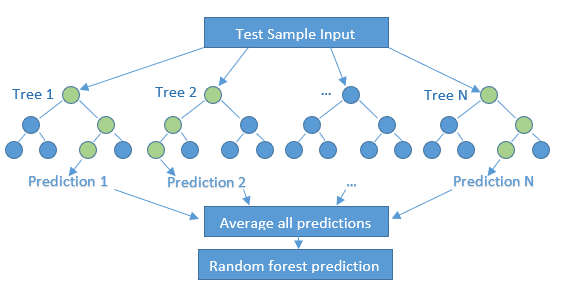 Test Sample Input
Tree 1
Tree 2
...
Tree N
Prediction 1
Prediction 2
...
Prediction N
Average all predictions
Random forest prediction